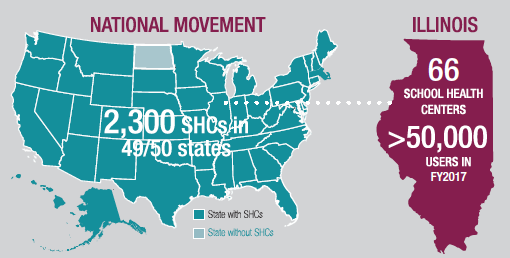 NATIONAL MOVEMENT
2,300 SHCs in
49/50 states
State with SHCs
State without SHCs
ILLINOIS
66
SCHOOL HEALTH
CENTERS
>50,000
USERS IN
FY2017